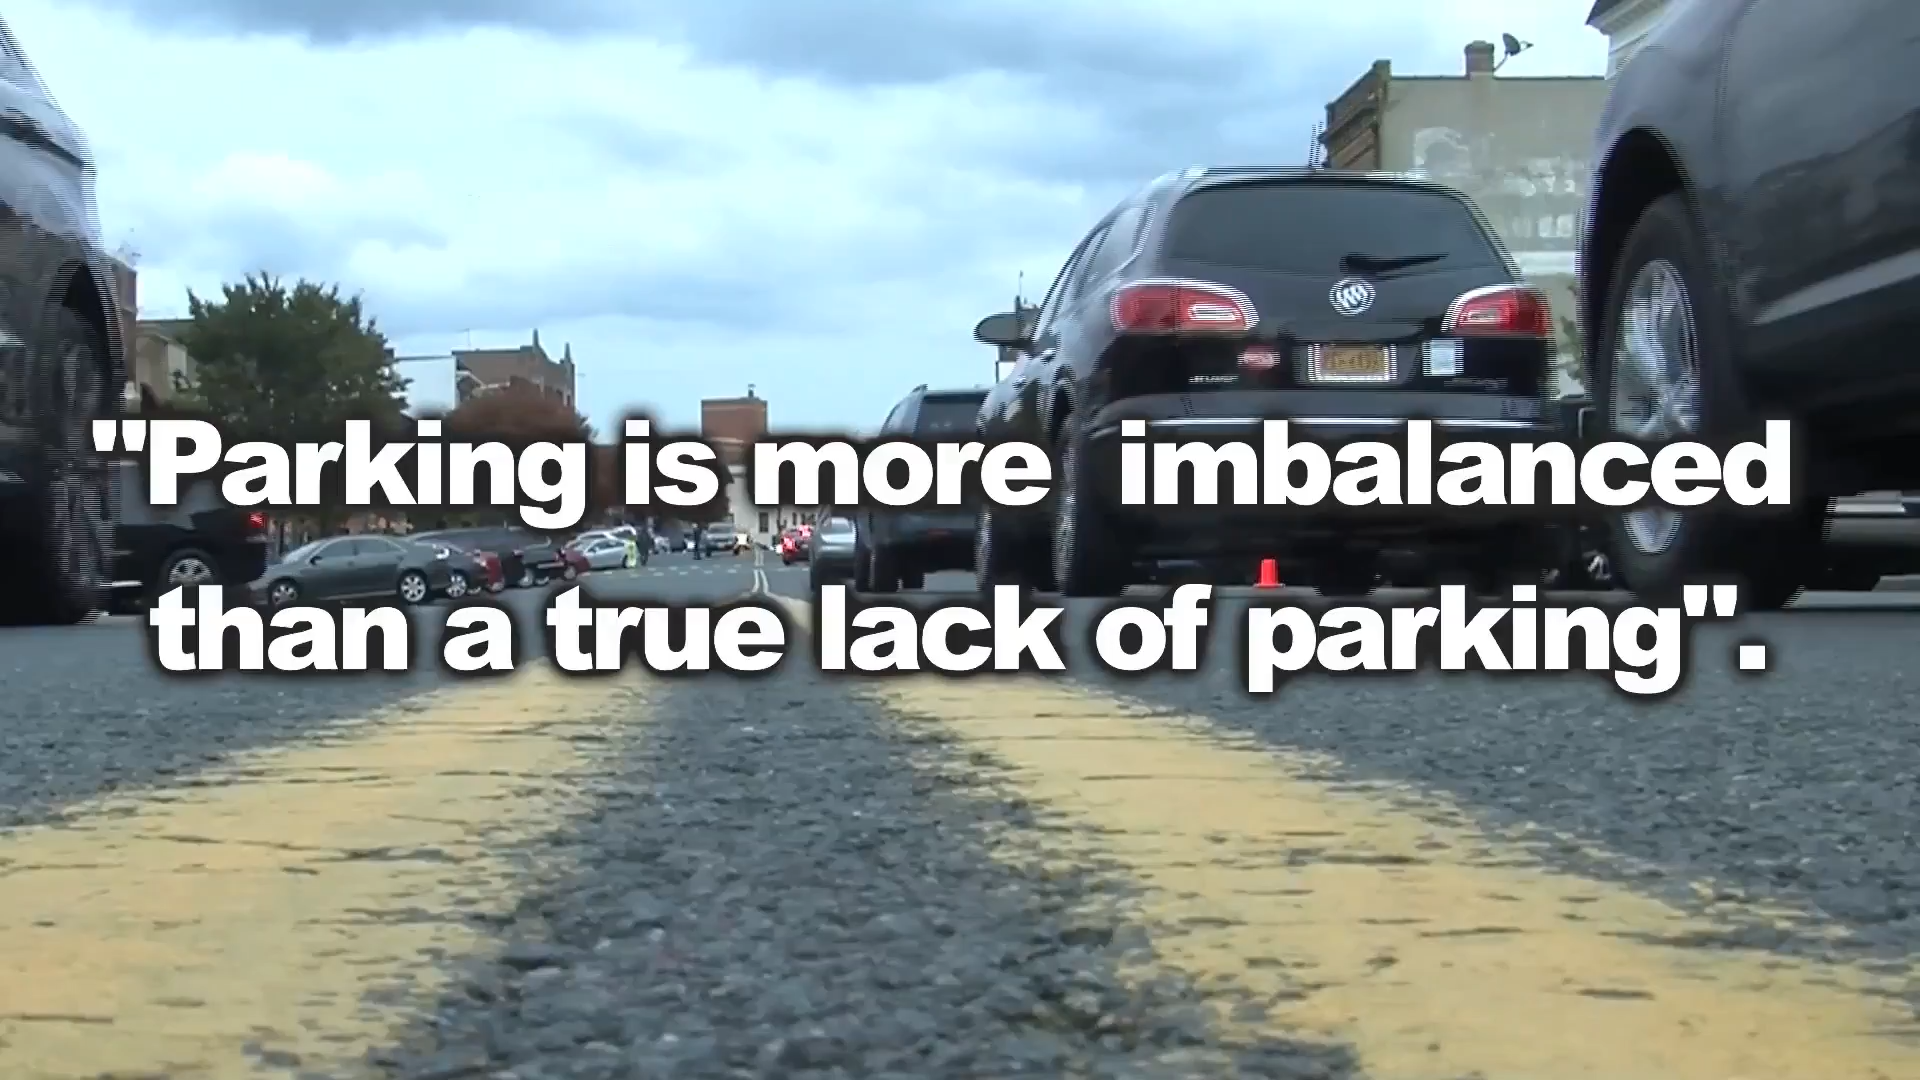 "Parking is more  imbalanced
than a true lack of parking".